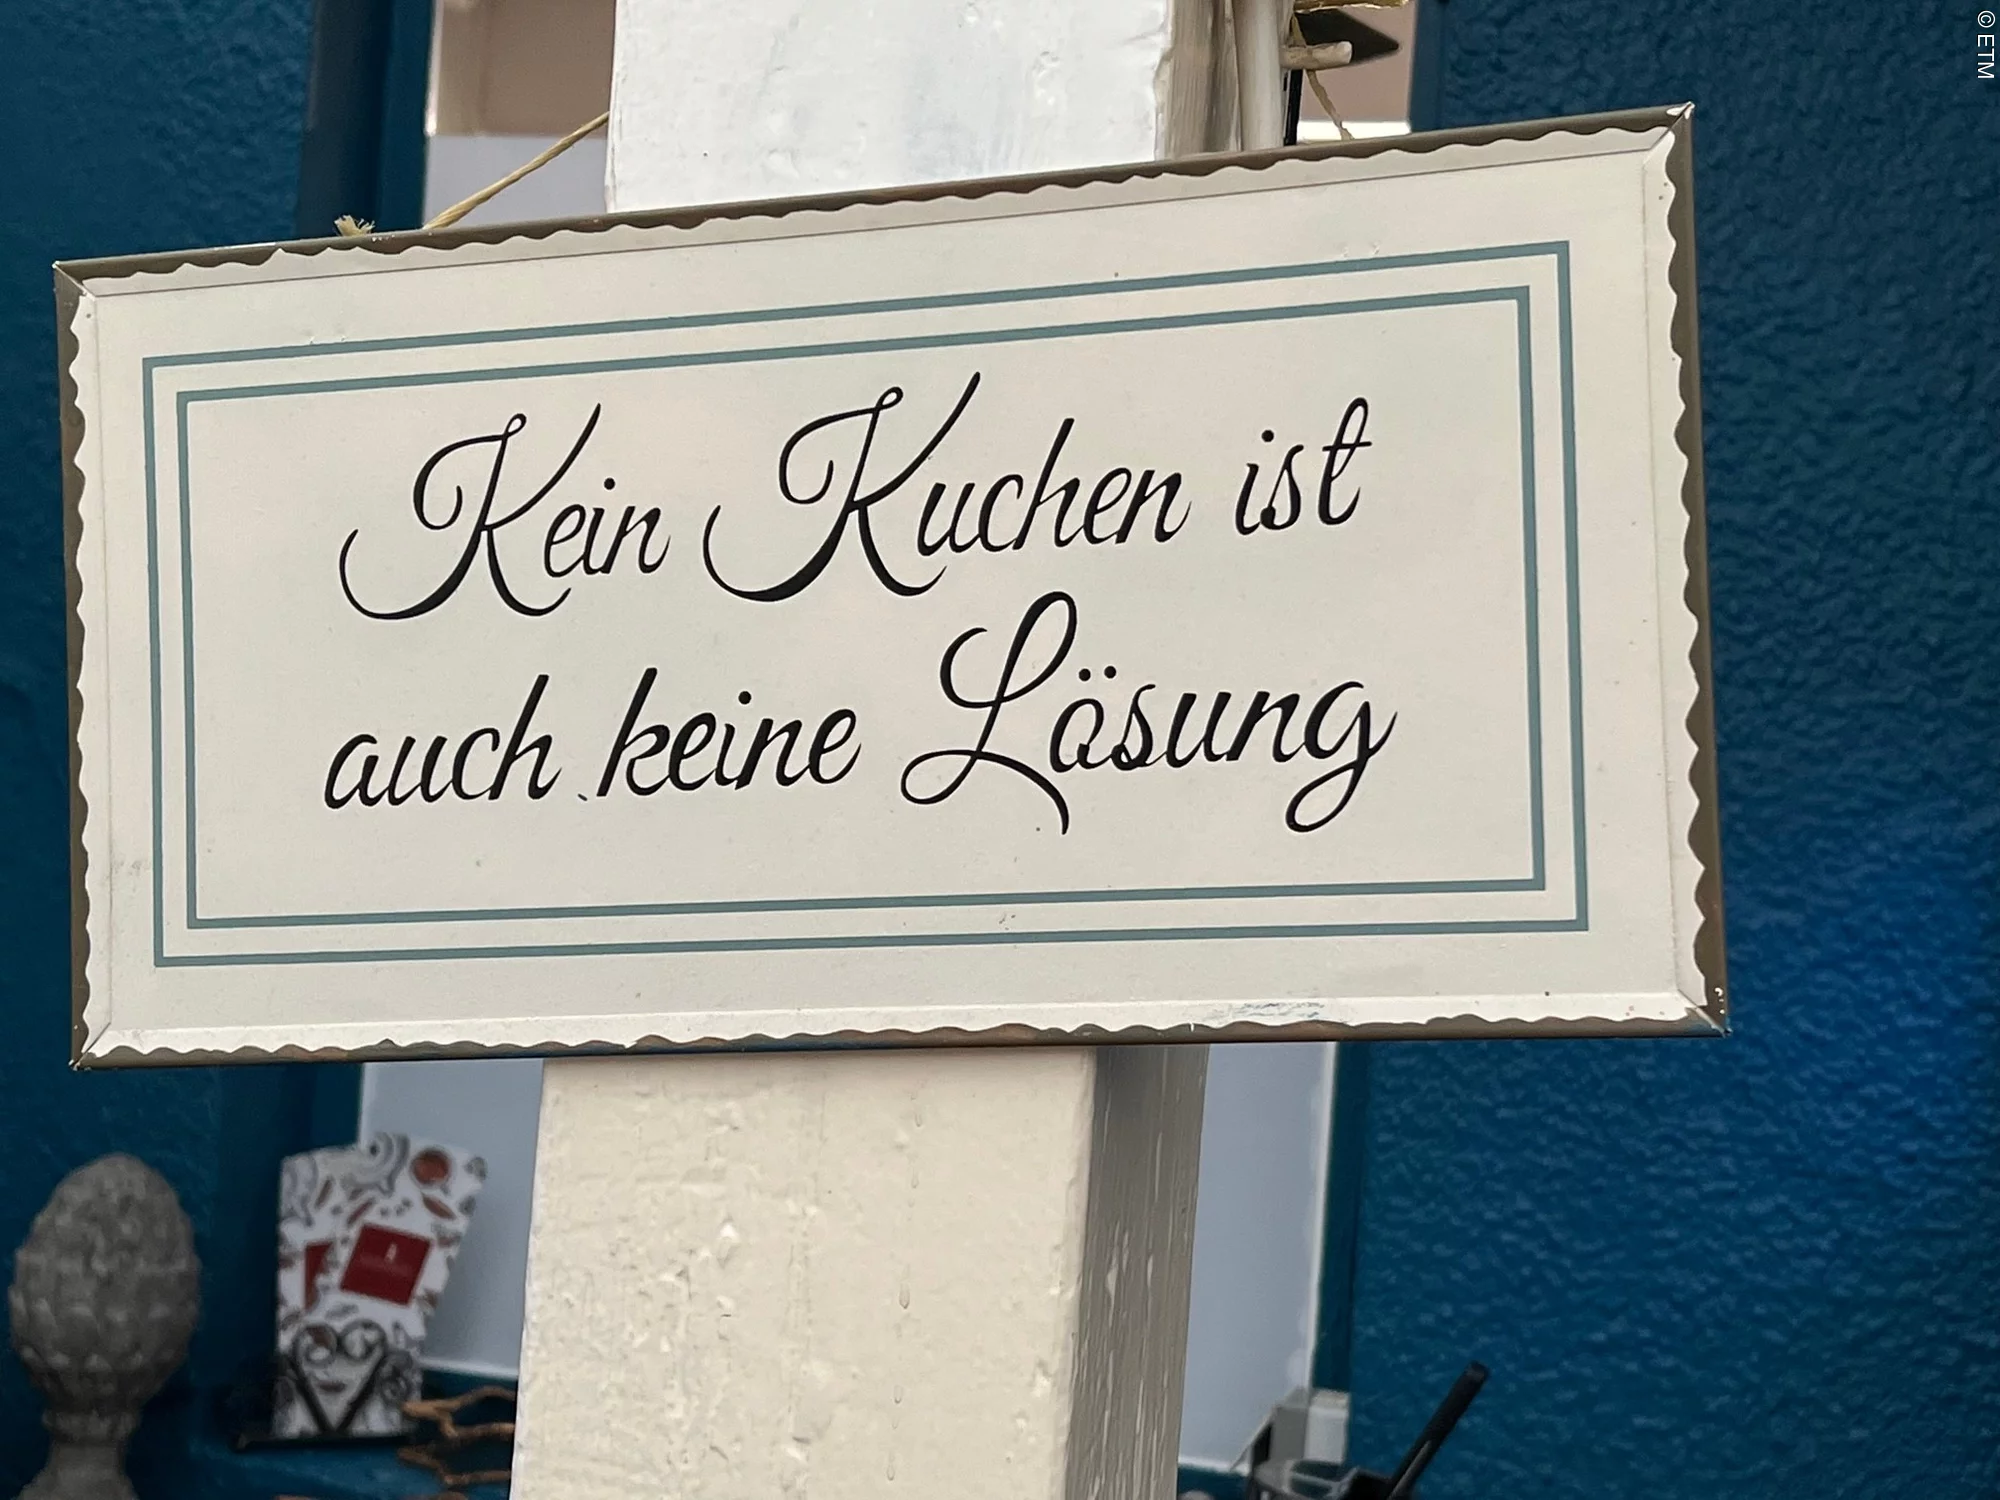 Kein Kuchen ist
auch keine Lösung
©ETM